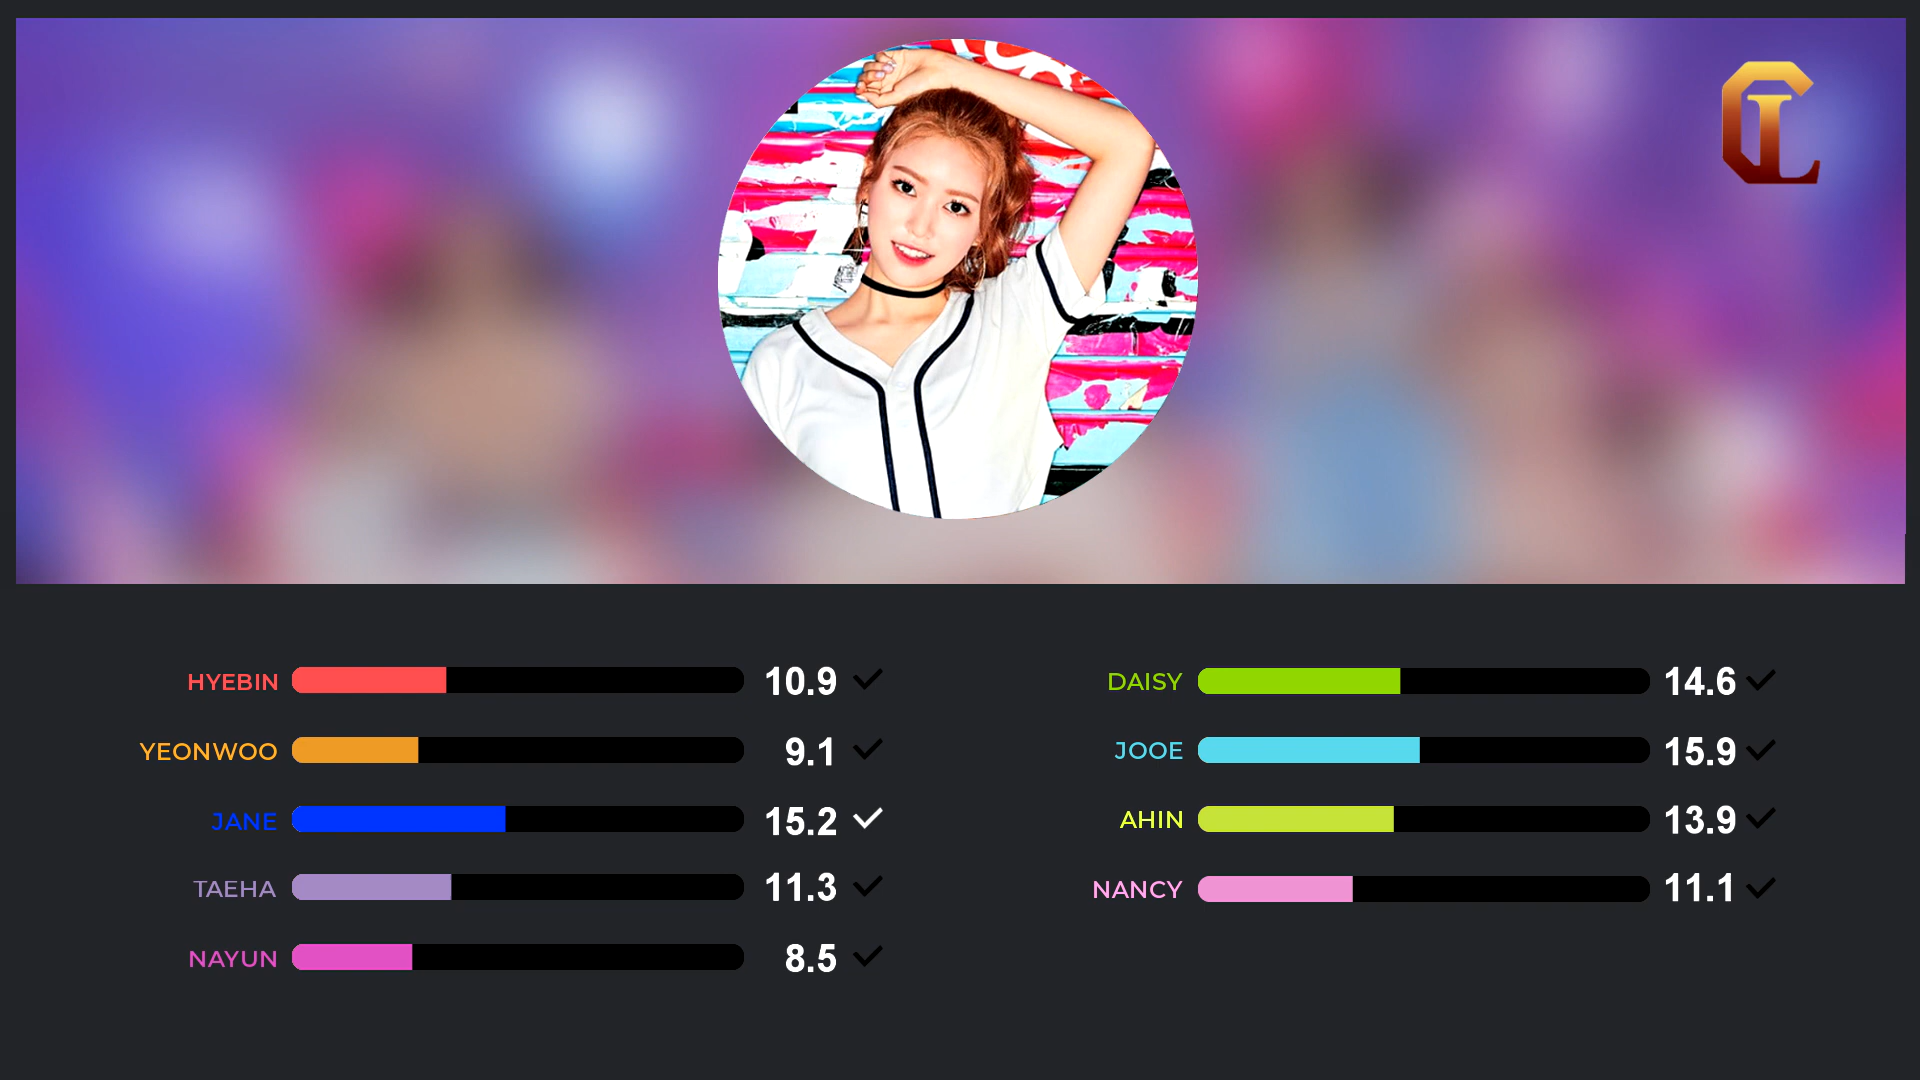 CL
HYEBIN 10.9
YEONWOO 9.1
JANE 15.2
TAEHA 11.3
NAYUN 8.5
DAISY 14.6
JOOE 15.9
AHIN 13.9
NANCY 11.1